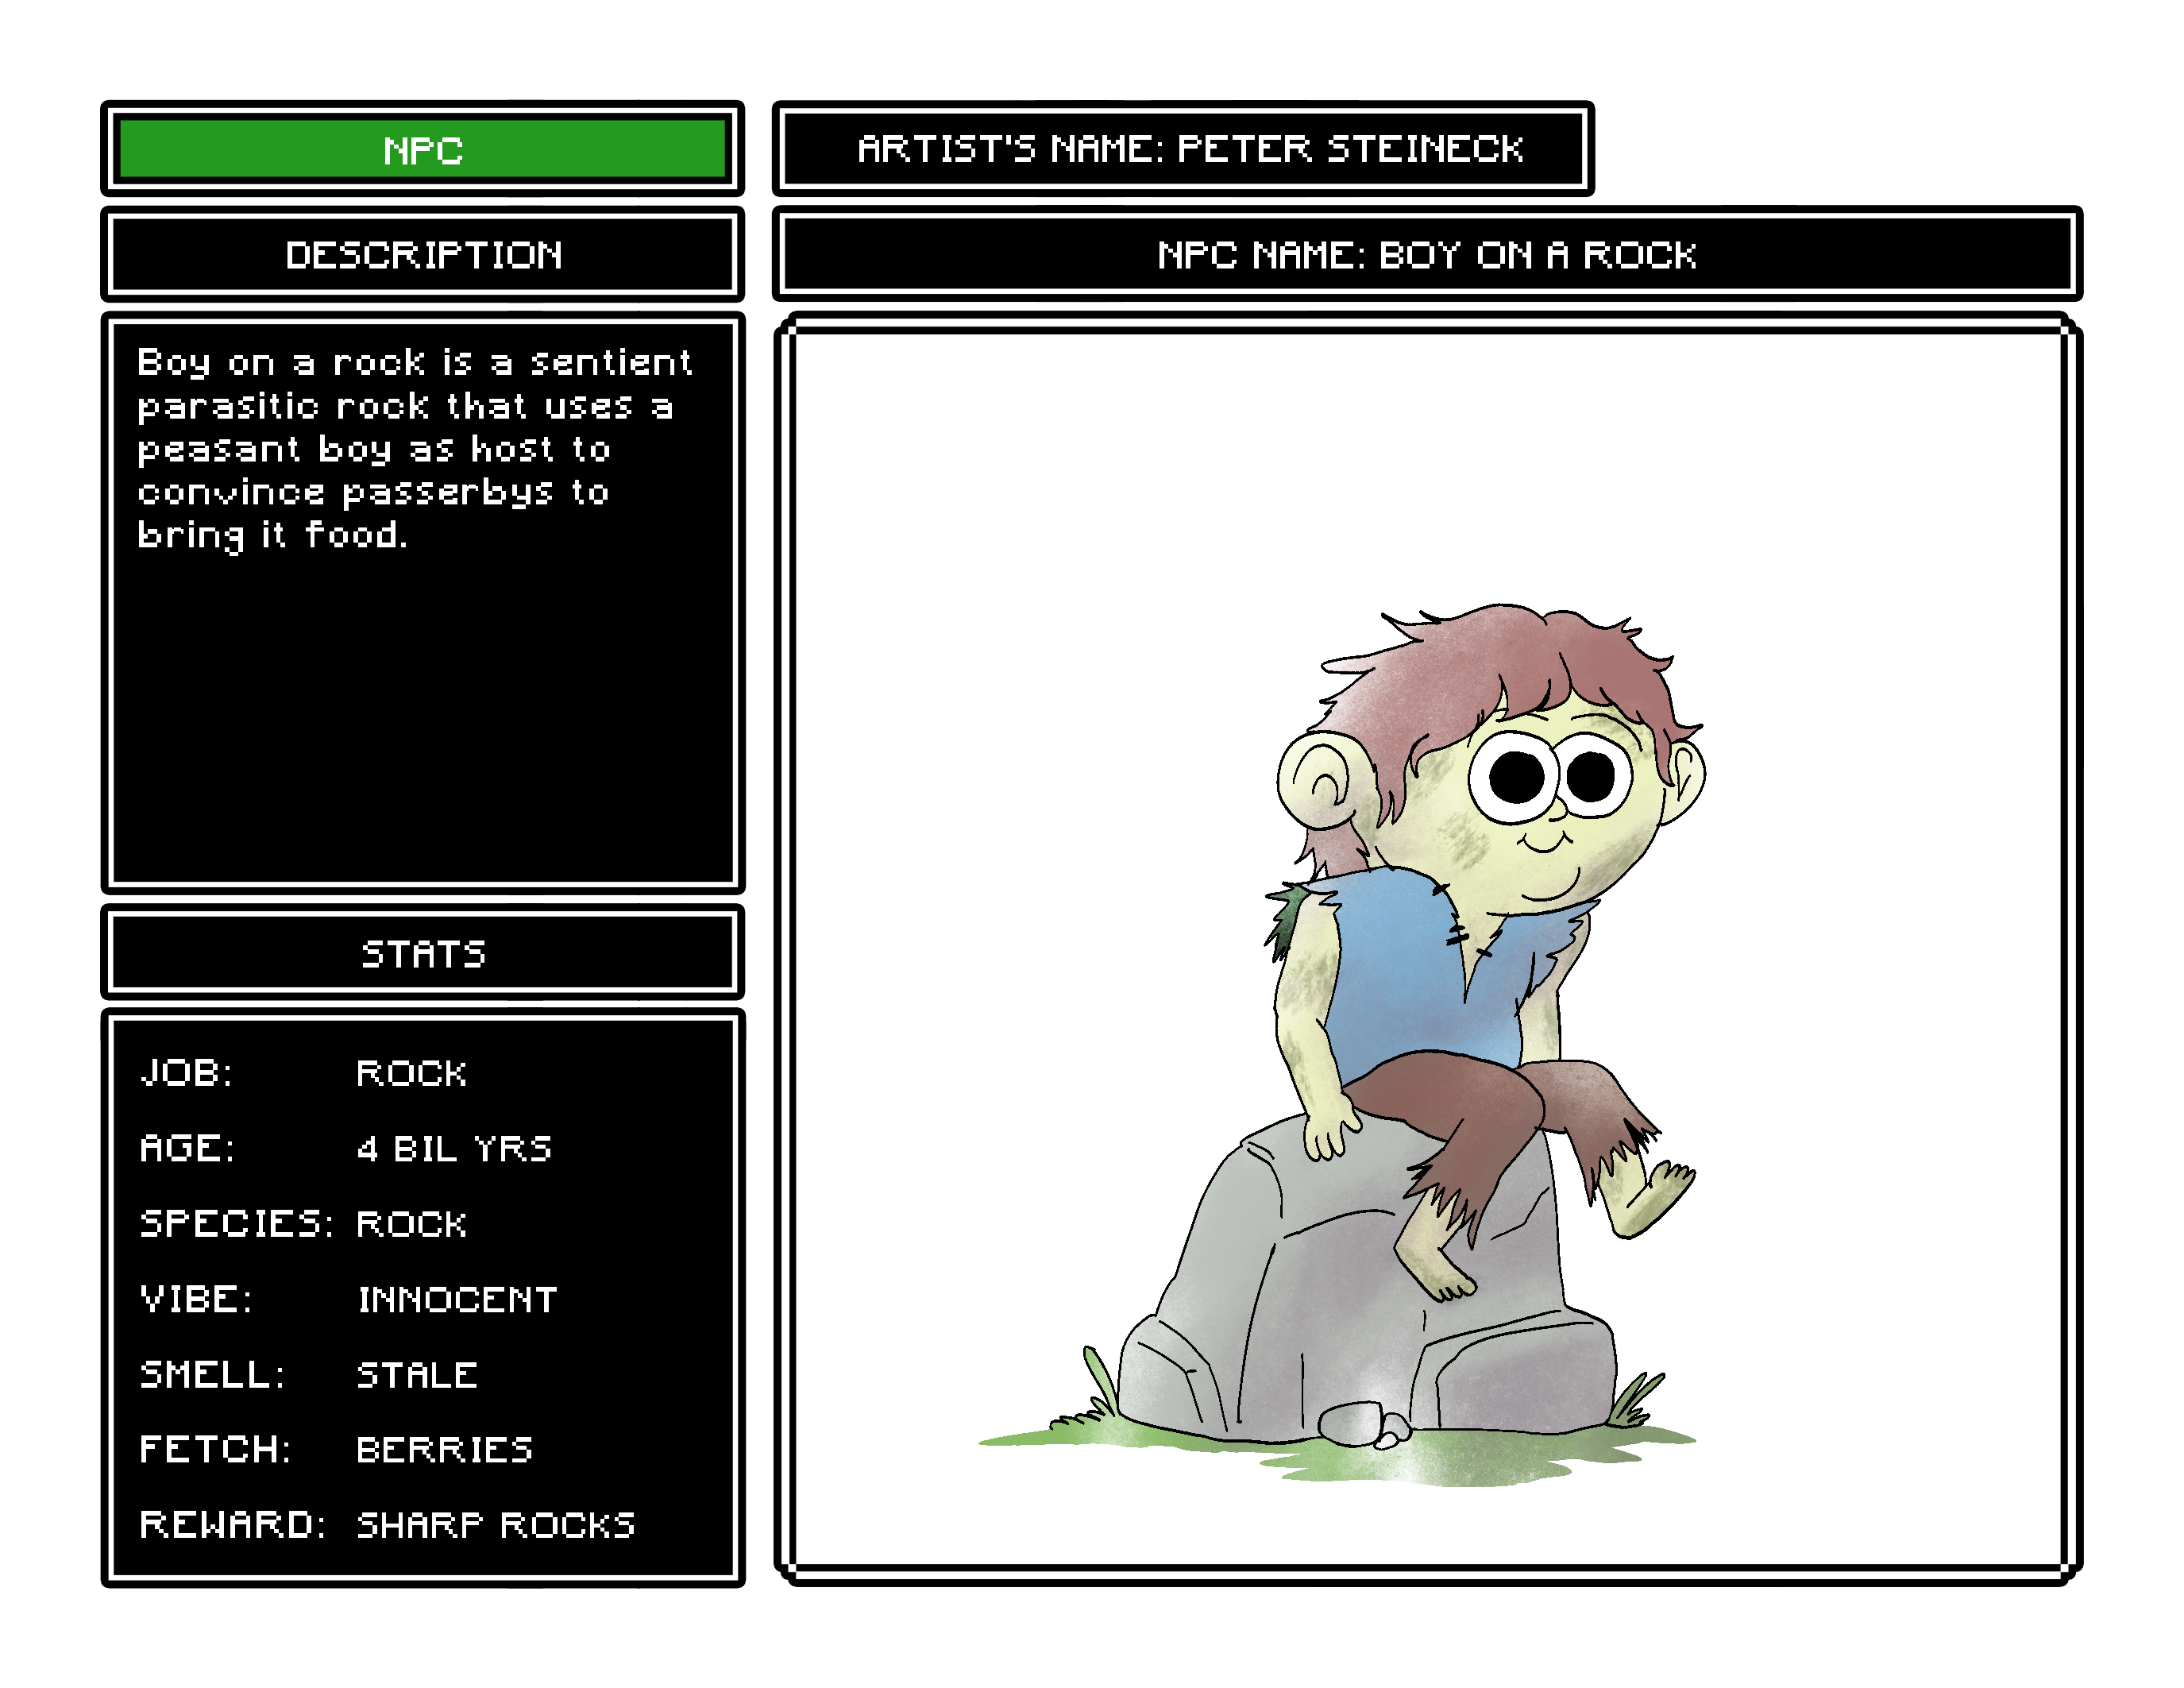 NPC
ARTIST'S NAME: PETER STEINECK
DESCRIPTION
NPC NAME: BOY ON A ROCK
Boy on a rock is a sentient
parasitic rock that uses a
peasant boy as host to
convince passerbys to
bring it food.
STATS
JOB: ROCK
AGE: 4 BIL YRS
SPECIES: ROCK
VIBE: INNOCENT
SMELL: STALE
FETCH: BERRIES
REWARD: SHARP ROCKS